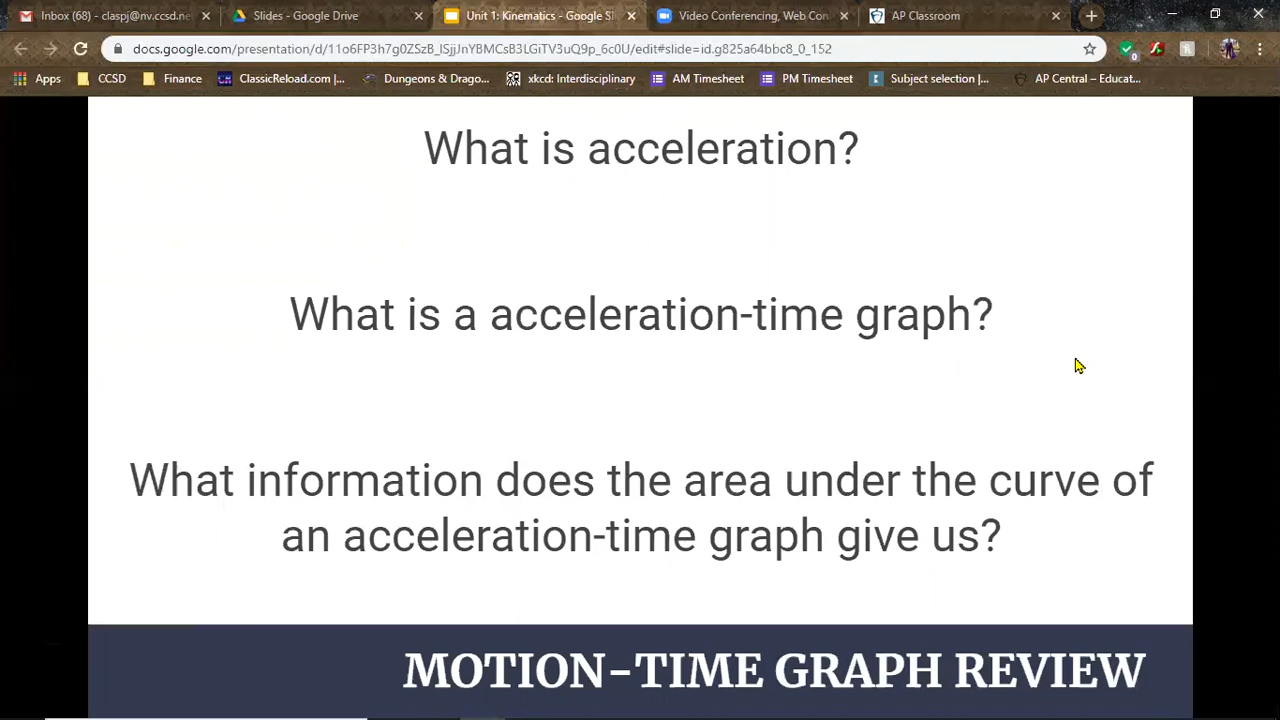 Inbox (68) - claspj@nv.ccsd.ne
Slides - Google Drive
Unit 1: Kinematics - Google Sl
Video Conferencing, Web Con
AP Classroom
docs.google.com/presentation/d/11o6FP3h7g0ZSzB_lSjjJnYBMCsB3LGiTV3uQ9p_6c0U/edit#slide=id.g825a64bbc8_0_152
Apps
CCSD
Finance
ClassicReload.com |...
Dungeons & Drago...
xkcd: Interdisciplinary
AM Timesheet
PM Timesheet
Subject selection |...
AP Central – Educat...
What is acceleration?
What is a acceleration-time graph?
What information does the area under the curve of
an acceleration-time graph give us?
MOTION-TIME GRAPH REVIEW